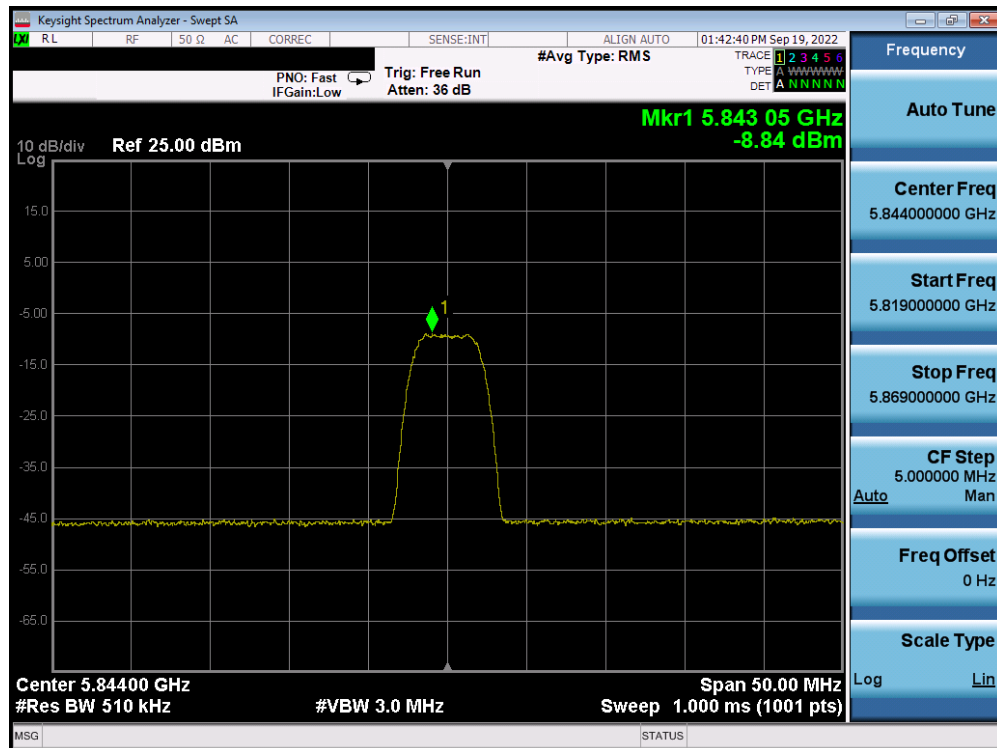 Keysight Spectrum Analyzer - Swept SA
LXI RL RF 50 Ω AC CORREC SENSE:INT ALIGN AUTO 01:42:40 PM Sep 19, 2022
#Avg Type: RMS
TRACE 1 2 3 4 5 6
TYPE A WWWWW
DET A N N N N N
PNO: Fast
IFGain:Low
Trig: Free Run
Atten: 36 dB
Mkr1 5.843 05 GHz
-8.84 dBm
10 dB/div Ref 25.00 dBm
Log
15.0
5.00
-5.00
-15.0
-25.0
-35.0
-45.0
-55.0
-65.0
1
Center 5.84400 GHz
Span 50.00 MHz
#Res BW 510 kHz
#VBW 3.0 MHz
Sweep 1.000 ms (1001 pts)
MSG
STATUS
Frequency
Auto Tune
Center Freq
5.844000000 GHz
Start Freq
5.819000000 GHz
Stop Freq
5.869000000 GHz
CF Step
5.000000 MHz
Auto Man
Freq Offset
0 Hz
Scale Type
Log Lin